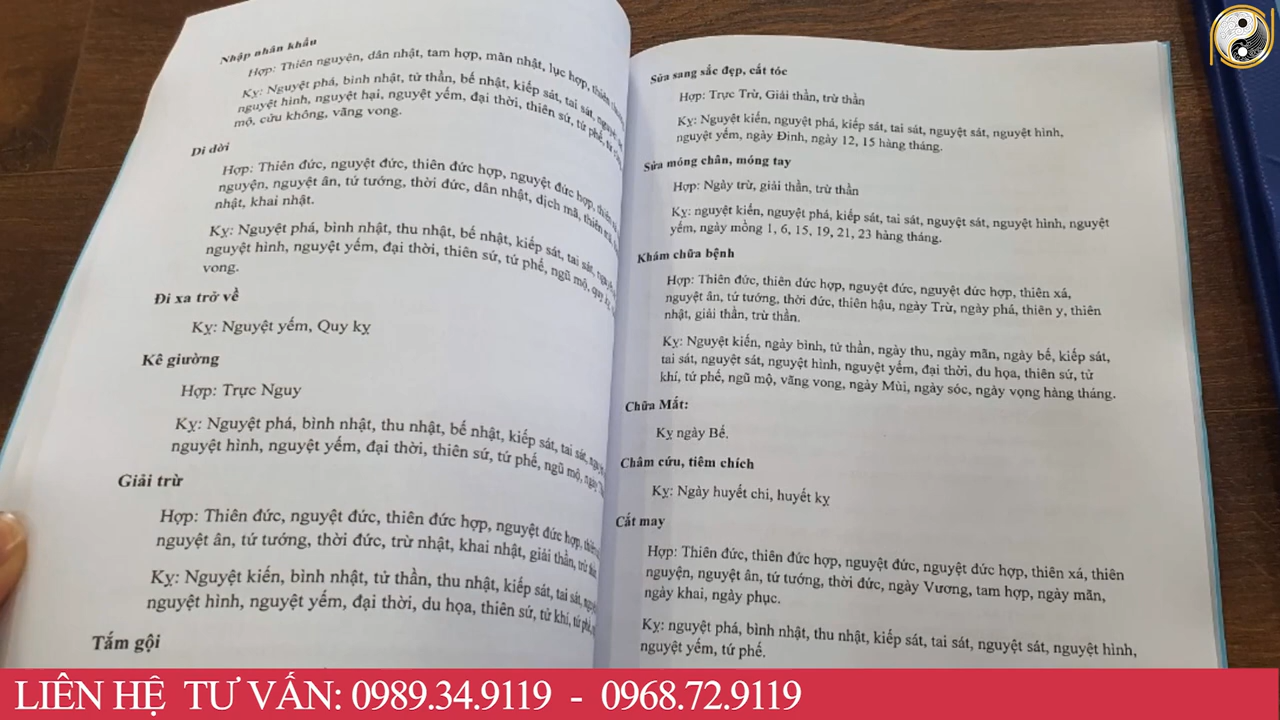 Nhập nhân khẩu
Hợp: Thiên nguyện, dân nhật, tam hợp, mãn nhật, lục hợp,
Kỵ: Nguyệt phá, bình nhật, tử thần, bế nhật, kiếp sát, tai sát,
nguyệt hình, nguyệt hại, nguyệt yếm, đại thời, thiên sứ, tứ phế,
mộ, cửu không, vãng vong.
Di dời
Hợp: Thiên đức, nguyệt đức, thiên đức hợp, nguyệt đức hợp,
nguyện, nguyệt ân, tứ tướng, thời đức, dân nhật, dịch mã,
nhật, khai nhật.
Kỵ: Nguyệt phá, bình nhật, thu nhật, bế nhật, kiếp sát, tai sát,
nguyệt hình, nguyệt yếm, đại thời, thiên sứ, tứ phế, ngũ mộ, quy kỵ,
vong.
Đi xa trở về
Kỵ: Nguyệt yếm, Quy kỵ
Kê giường
Hợp: Trực Nguy
Kỵ: Nguyệt phá, bình nhật, thu nhật, bế nhật, kiếp sát, tai sát,
nguyệt hình, nguyệt yếm, đại thời, thiên sứ, tứ phế, ngũ mộ, ngày
Giải trừ
Hợp: Thiên đức, nguyệt đức, thiên đức hợp, nguyệt đức hợp,
nguyệt ân, tứ tướng, thời đức, trừ nhật, khai nhật, giải thần, trừ
Kỵ: Nguyệt kiến, bình nhật, tử thần, thu nhật, kiếp sát, tai sát,
nguyệt hình, nguyệt yếm, đại thời, du họa, thiên sứ, tử khí, tứ phế,
Tắm gội
Sửa sang sắc đẹp, cắt tóc
Hợp: Trực Trừ, Giải thần, trừ thần
Kỵ: Nguyệt kiến, nguyệt phá, kiếp sát, tai sát, nguyệt sát, nguyệt hình,
nguyệt yếm, ngày Đinh, ngày 12, 15 hàng tháng.
Sửa móng chân, móng tay
Hợp: Ngày trừ, giải thần, trừ thần
Kỵ: nguyệt kiến, nguyệt phá, kiếp sát, tai sát, nguyệt sát, nguyệt hình, nguyệt
yếm, ngày mồng 1, 6, 15, 19, 21, 23 hàng tháng.
Khám chữa bệnh
Hợp: Thiên đức, thiên đức hợp, nguyệt đức, nguyệt đức hợp, thiên xá,
nguyệt ân, tứ tướng, thời đức, thiên hậu, ngày Trừ, ngày phá, thiên y, thiên
nhật, giải thần, trừ thần.
Kỵ: Nguyệt kiến, ngày bình, tử thần, ngày thu, ngày mãn, ngày bế, kiếp sát,
tai sát, nguyệt sát, nguyệt hình, nguyệt yếm, đại thời, du họa, thiên sứ, tử
khí, tứ phế, ngũ mộ, vãng vong, ngày Mùi, ngày sóc, ngày vọng hàng tháng.
Chữa Mắt:
Kỵ ngày Bế.
Châm cứu, tiêm chích
Kỵ: Ngày huyết chi, huyết kỵ
Cắt may
Hợp: Thiên đức, thiên đức hợp, nguyệt đức, nguyệt đức hợp, thiên xá, thiên
nguyện, nguyệt ân, tứ tướng, thời đức, ngày Vương, tam hợp, ngày mãn,
ngày khai, ngày phục.
Kỵ: nguyệt phá, bình nhật, thu nhật, kiếp sát, tai sát, nguyệt sát, nguyệt hình,
nguyệt yếm, tứ phế.
LIÊN HỆ TƯ VẤN: 0989.34.9119 - 0968.72.9119